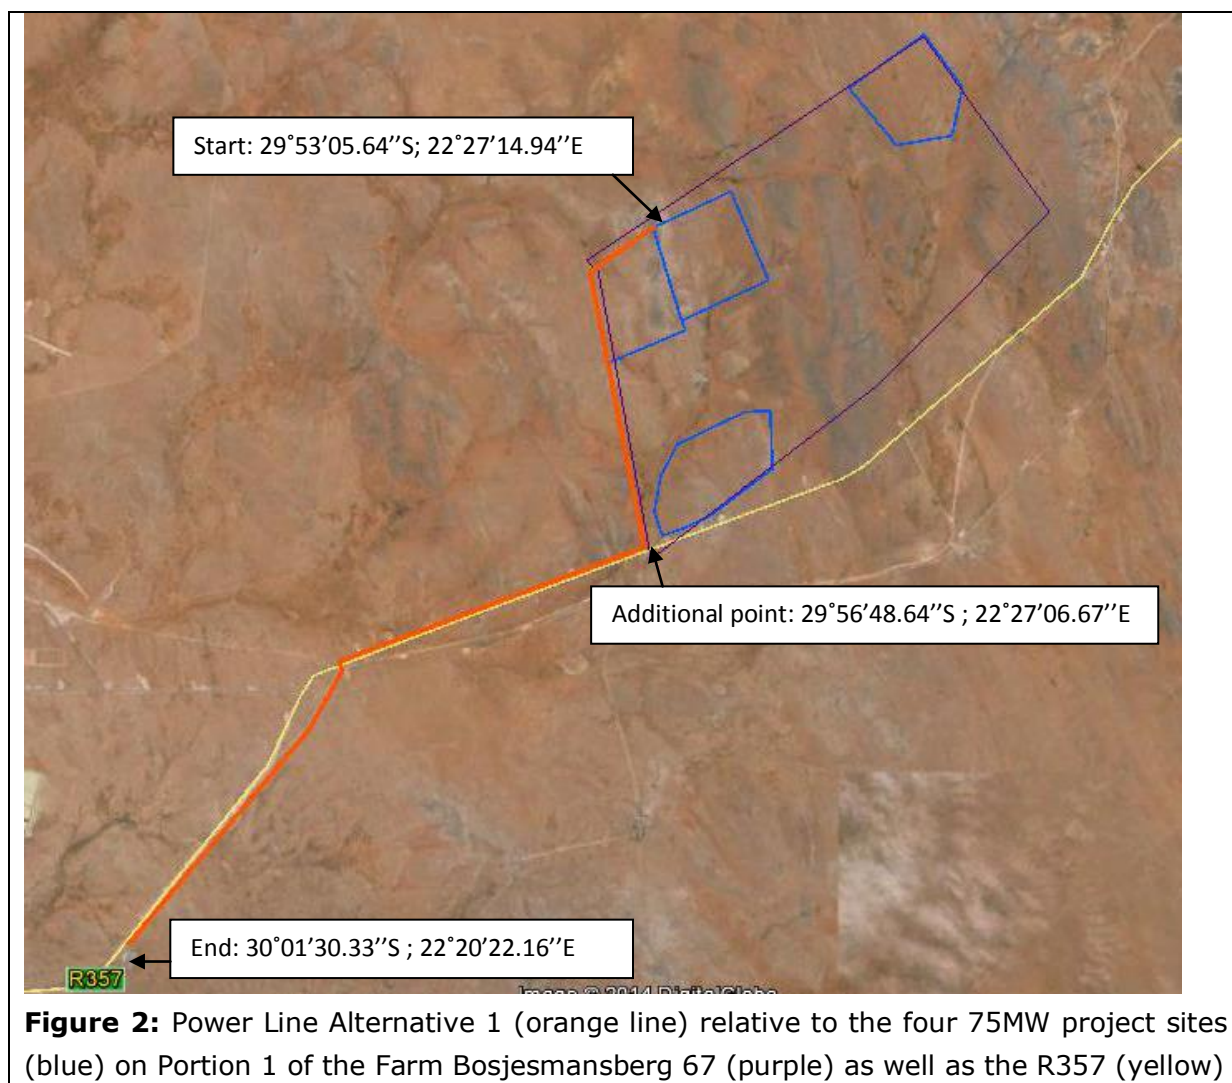 Start: 29˚53’05.64’’S; 22˚27’14.94’’E
Additional point: 29˚56’48.64’’S ; 22˚27’06.67’’E
End: 30˚01’30.33’’S ; 22˚20’22.16’’E
R357
Image © 2014 DigitalGlobe
Figure 2: Power Line Alternative 1 (orange line) relative to the four 75MW project sites
(blue) on Portion 1 of the Farm Bosjesmansberg 67 (purple) as well as the R357 (yellow)